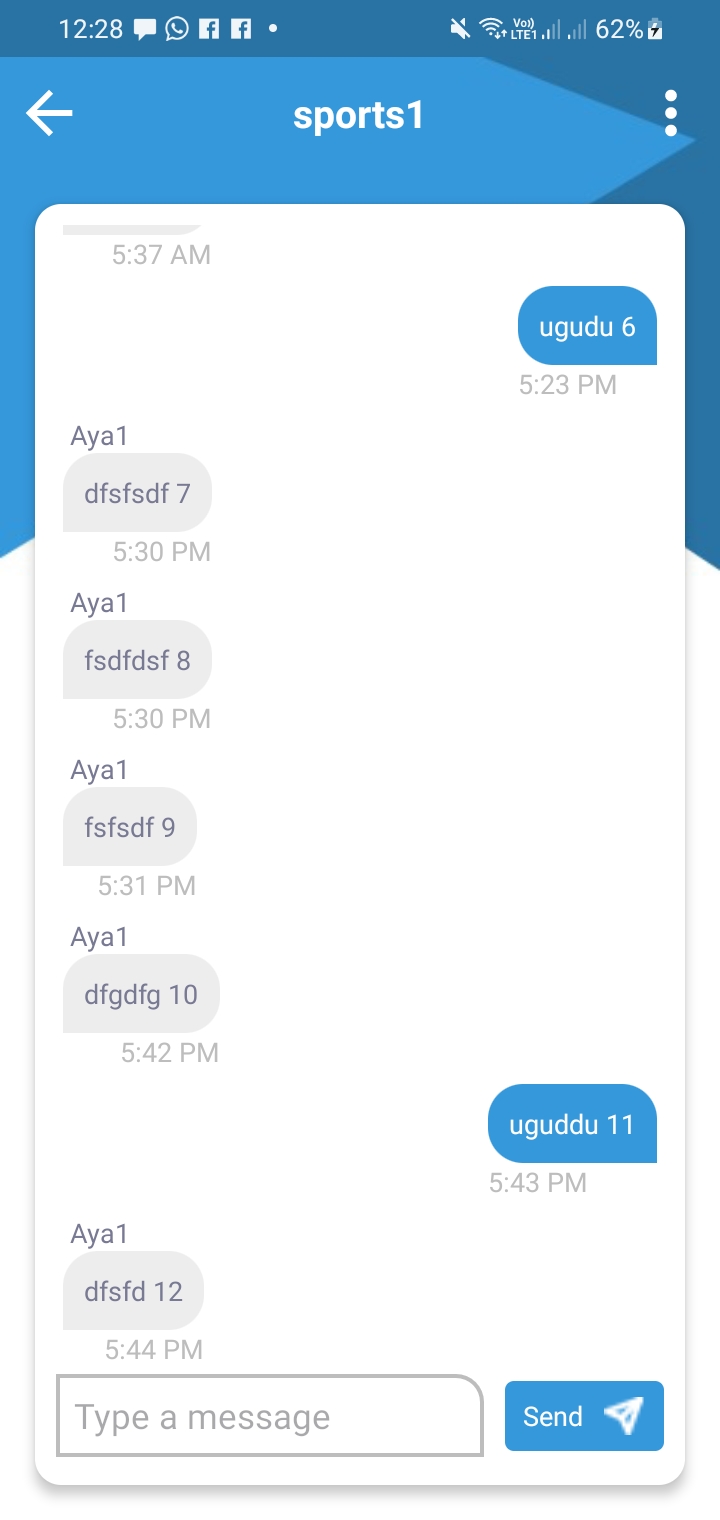 12:28 Vo) LTE1 62%
sports1
5:37 AM
ugudu 6
5:23 PM
Aya1
dfsfsdf 7
5:30 PM
Aya1
fsdfdsf 8
5:30 PM
Aya1
fsfsdf 9
5:31 PM
Aya1
dfgdfg 10
5:42 PM
uguddu 11
5:43 PM
Aya1
dfsfd 12
5:44 PM
Type a message
Send